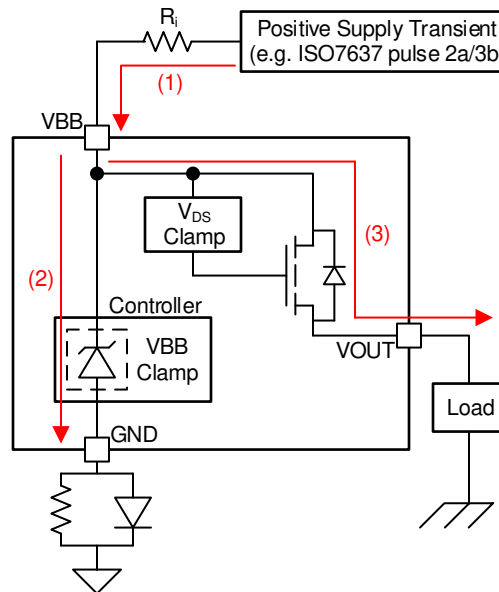 R_i
Positive Supply Transient
(e.g. ISO7637 pulse 2a/3b
(1)
VBB
V_DS
Clamp
(3)
(2)
Controller
VBB
Clamp
VOUT
GND
Load